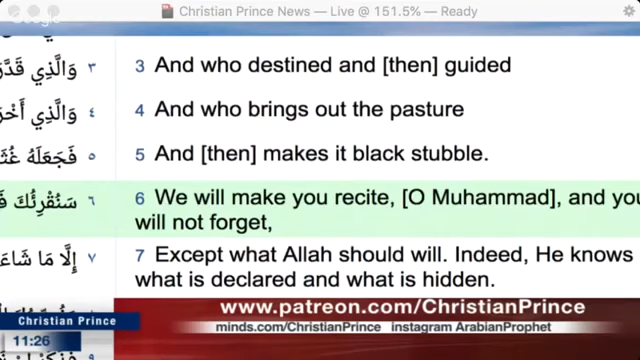 Christian Prince News — Live @ 151.5% — Ready
وَالَّذِي قَدَّرَ ٣ 3 And who destined and [then] guided
وَالَّذِي ٤ 4 And who brings out the pasture
فَجَعَلَهُ ٥ 5 And [then] makes it black stubble.
سَنُقْرِئُكَ ٦ 6 We will make you recite, [O Muhammad], and you
will not forget,
إِلَّا مَا شَاءَ ٧ 7 Except what Allah should will. Indeed, He knows
what is declared and what is hidden.
www.patreon.com/ChristianPrince
Christian Prince
minds.com/ChristianPrince instagram ArabianProphet
11:26